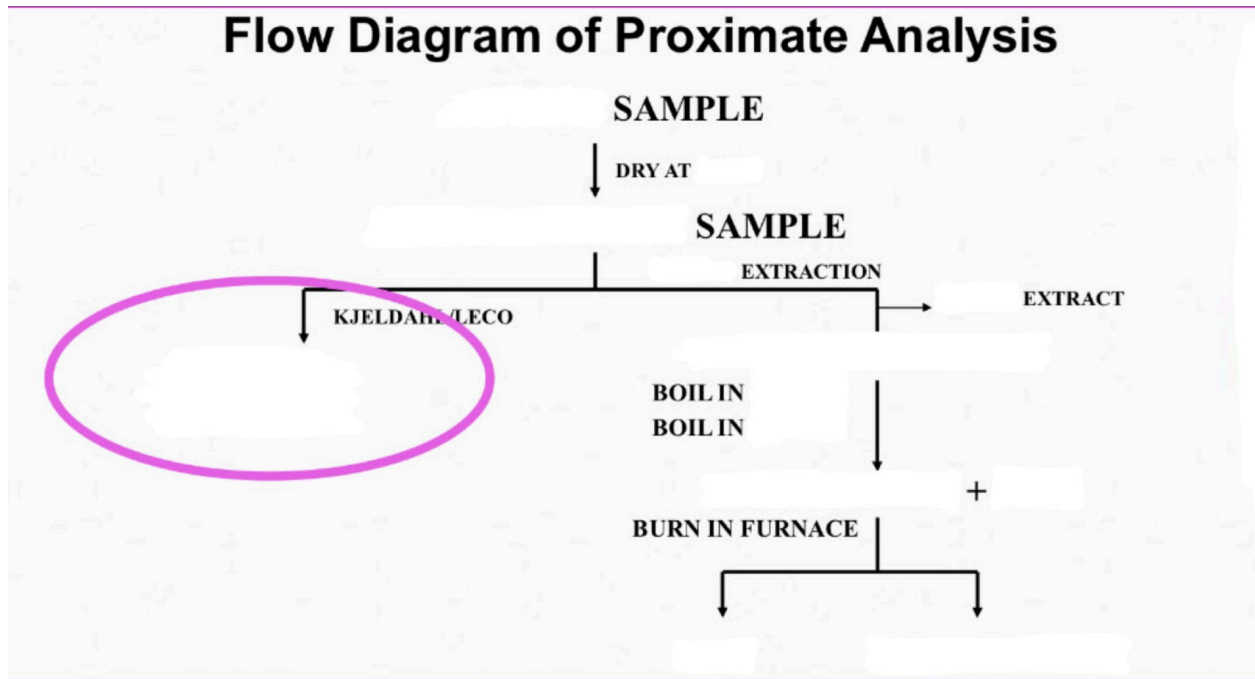 Flow Diagram of Proximate Analysis
SAMPLE
DRY AT
SAMPLE
EXTRACTION
EXTRACT
KJELDAHL/LECO
BOIL IN
BOIL IN
+
BURN IN FURNACE